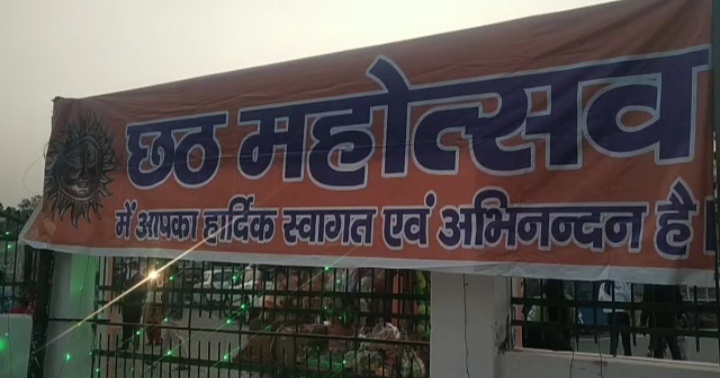 छठ महोत्सव
में आपका हार्दिक स्वागत एवं अभिनन्दन है।